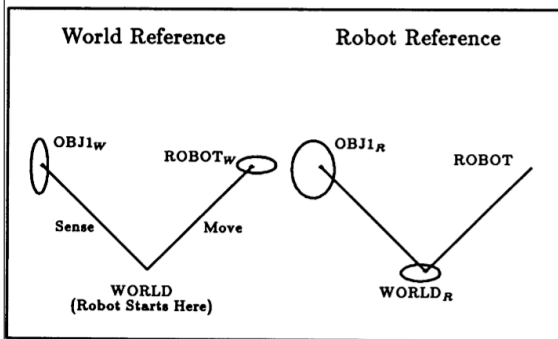 World Reference
Robot Reference
OBJ1W
ROBOTW
Sense
Move
WORLD
(Robot Starts Here)
OBJ1R
ROBOT
WORLDR